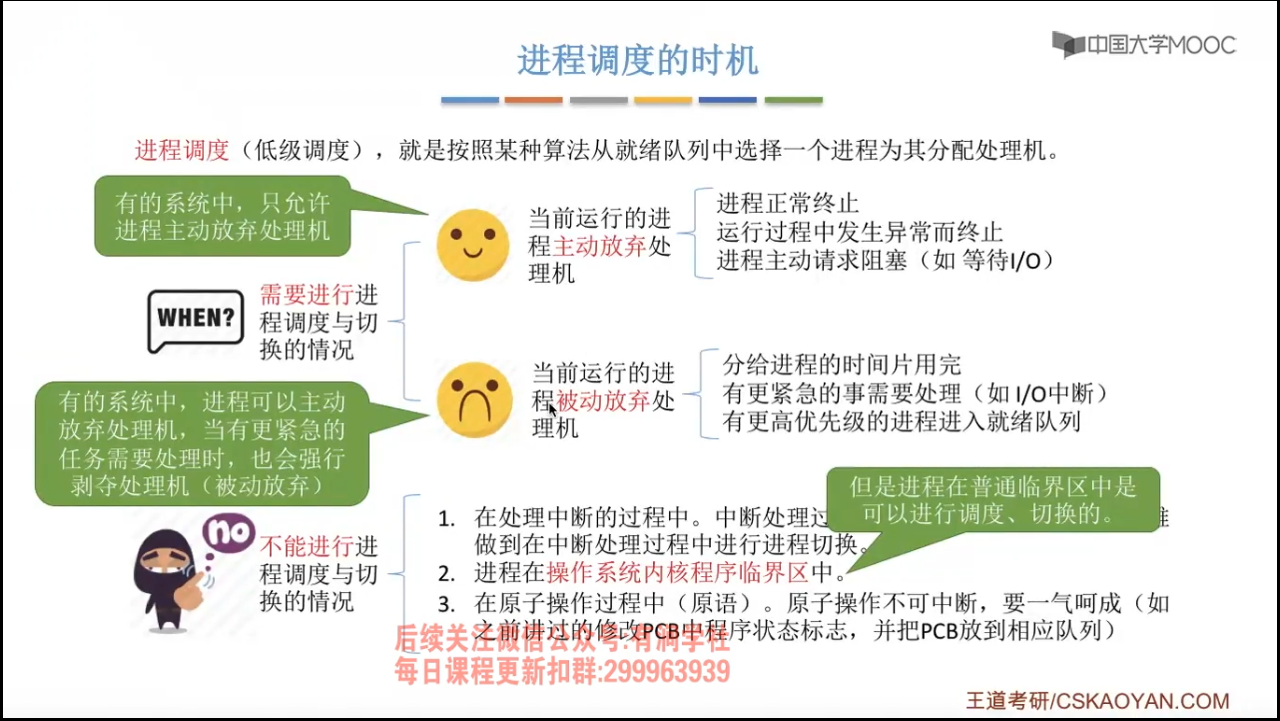 进程调度的时机
中国大学MOOC
进程调度（低级调度），就是按照某种算法从就绪队列中选择一个进程为其分配处理机。
有的系统中，只允许
进程主动放弃处理机
当前运行的进
程主动放弃处
理机
进程正常终止
运行过程中发生异常而终止
进程主动请求阻塞（如 等待I/O）
WHEN?
需要进行进
程调度与切
换的情况
有的系统中，进程可以主动
放弃处理机，当有更紧急的
任务需要处理时，也会强行
剥夺处理机（被动放弃）
当前运行的进
程被动放弃处
理机
分给进程的时间片用完
有更紧急的事需要处理（如 I/O中断）
有更高优先级的进程进入就绪队列
但是进程在普通临界区中是
可以进行调度、切换的。
no
不能进行进
程调度与切
换的情况
1. 在处理中断的过程中。中断处理过
做到在中断处理过程中进行进程切换。
2. 进程在操作系统内核程序临界区中。
3. 在原子操作过程中（原语）。原子操作不可中断，要一气呵成（如
之前讲过的修改PCB中程序状态标志，并把PCB放到相应队列）
后续关注微信公众号:有渦学社
每日课程更新扣群:299963939
王道考研/CSKAOYAN.COM